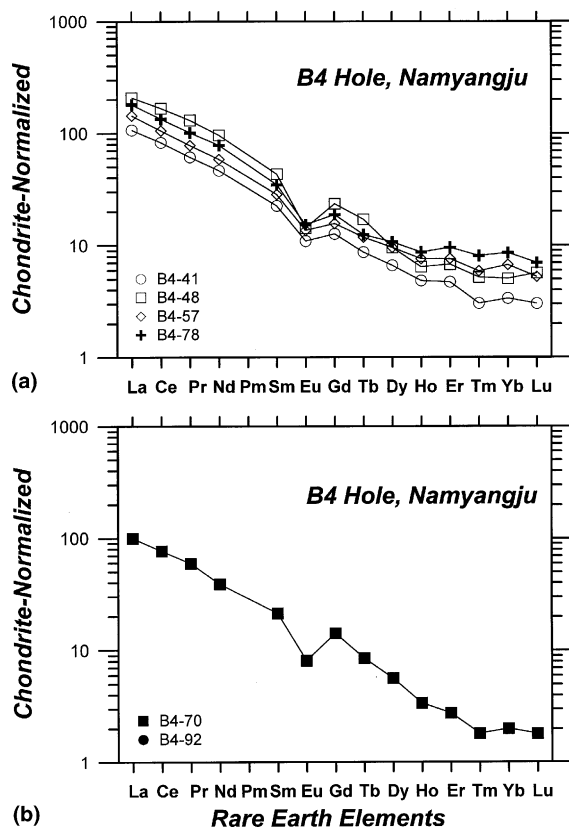 1000
B4 Hole, Namyangju
100
Chondrite-Normalized
10
B4-41
B4-48
B4-57
B4-78
1
(a)
La Ce Pr Nd Pm Sm Eu Gd Tb Dy Ho Er Tm Yb Lu
1000
B4 Hole, Namyangju
100
Chondrite-Normalized
10
B4-70
B4-92
1
La Ce Pr Nd Pm Sm Eu Gd Tb Dy Ho Er Tm Yb Lu
(b)
Rare Earth Elements